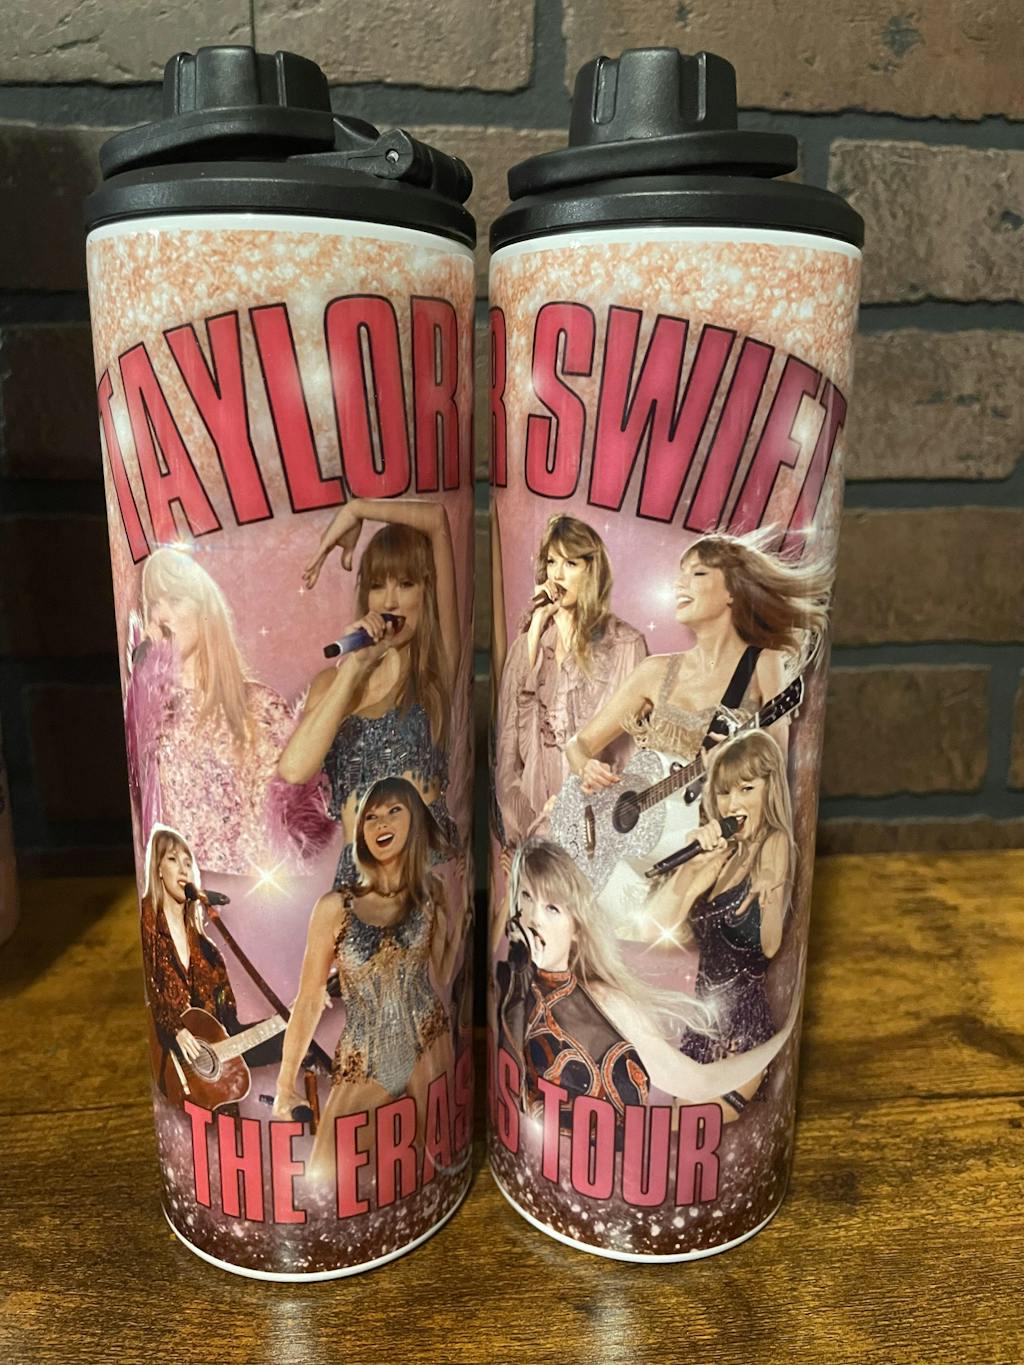 TAYLOR
R SWIFT
THE ERAS
S TOUR